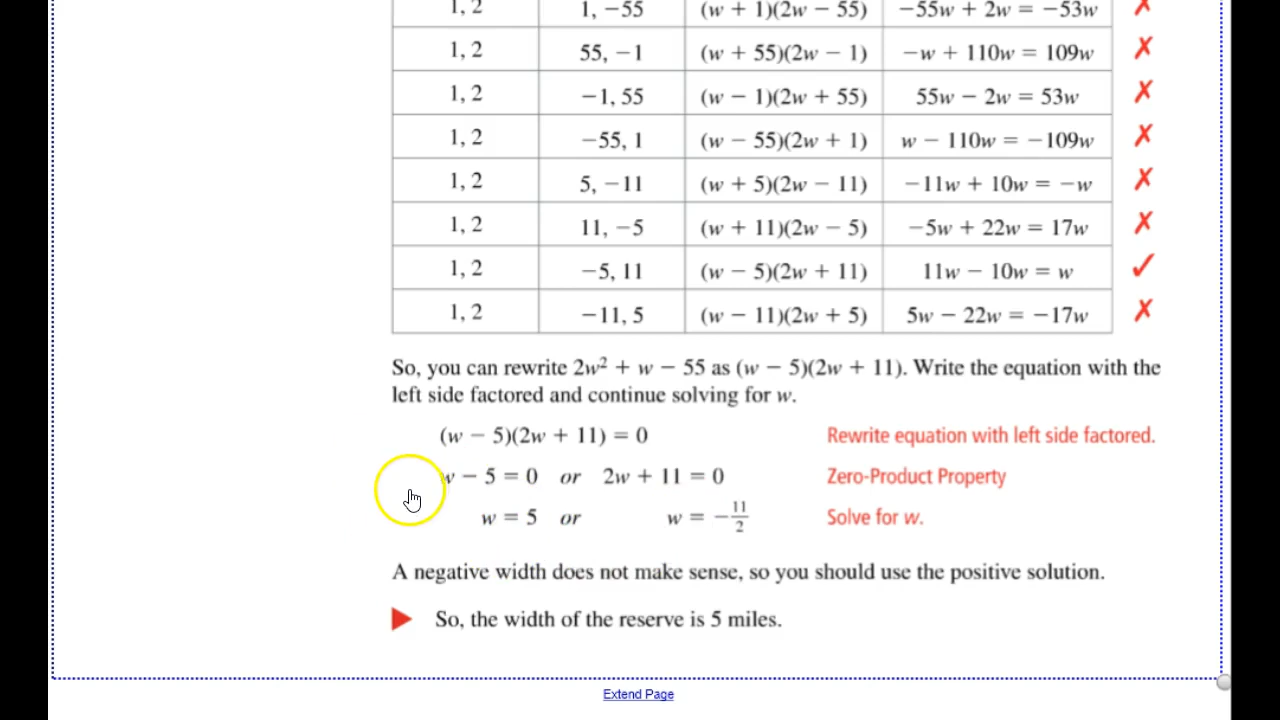 1, 2 1, −55 (w + 1)(2w − 55) −55w + 2w = −53w ✗
1, 2 55, −1 (w + 55)(2w − 1) −w + 110w = 109w ✗
1, 2 −1, 55 (w − 1)(2w + 55) 55w − 2w = 53w ✗
1, 2 −55, 1 (w − 55)(2w + 1) w − 110w = −109w ✗
1, 2 5, −11 (w + 5)(2w − 11) −11w + 10w = −w ✗
1, 2 11, −5 (w + 11)(2w − 5) −5w + 22w = 17w ✗
1, 2 −5, 11 (w − 5)(2w + 11) 11w − 10w = w ✓
1, 2 −11, 5 (w − 11)(2w + 5) 5w − 22w = −17w ✗
So, you can rewrite 2w² + w − 55 as (w − 5)(2w + 11). Write the equation with the
left side factored and continue solving for w.
(w − 5)(2w + 11) = 0 Rewrite equation with left side factored.
w − 5 = 0 or 2w + 11 = 0 Zero-Product Property
w = 5 or w = −11/2 Solve for w.
A negative width does not make sense, so you should use the positive solution.
So, the width of the reserve is 5 miles.
Extend Page